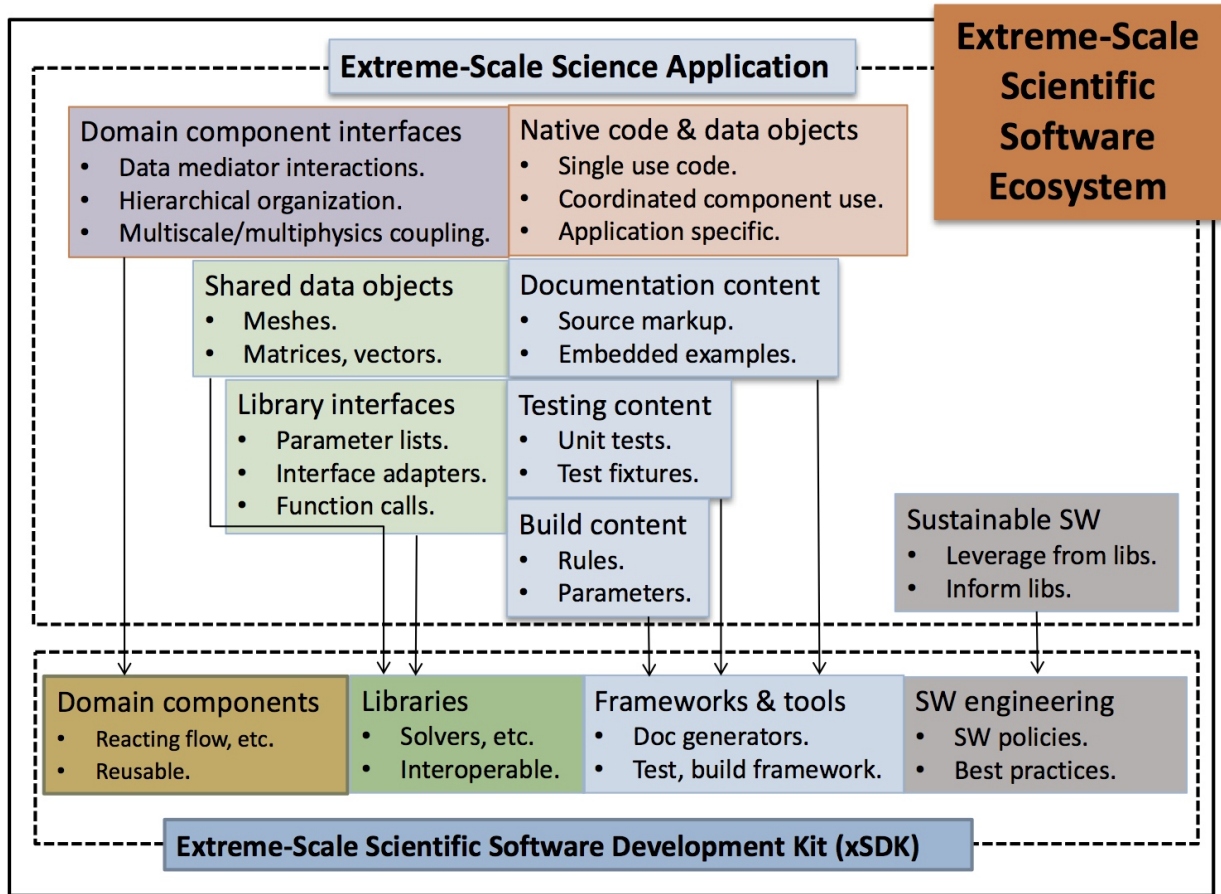 Extreme-Scale
Scientific
Software
Ecosystem
Extreme-Scale Science Application
Domain component interfaces
• Data mediator interactions.
• Hierarchical organization.
• Multiscale/multiphysics coupling.
Native code & data objects
• Single use code.
• Coordinated component use.
• Application specific.
Shared data objects
• Meshes.
• Matrices, vectors.
Documentation content
• Source markup.
• Embedded examples.
Library interfaces
• Parameter lists.
• Interface adapters.
• Function calls.
Testing content
• Unit tests.
• Test fixtures.
Build content
• Rules.
• Parameters.
Sustainable SW
• Leverage from libs.
• Inform libs.
Domain components
• Reacting flow, etc.
• Reusable.
Libraries
• Solvers, etc.
• Interoperable.
Frameworks & tools
• Doc generators.
• Test, build framework.
SW engineering
• SW policies.
• Best practices.
Extreme-Scale Scientific Software Development Kit (xSDK)